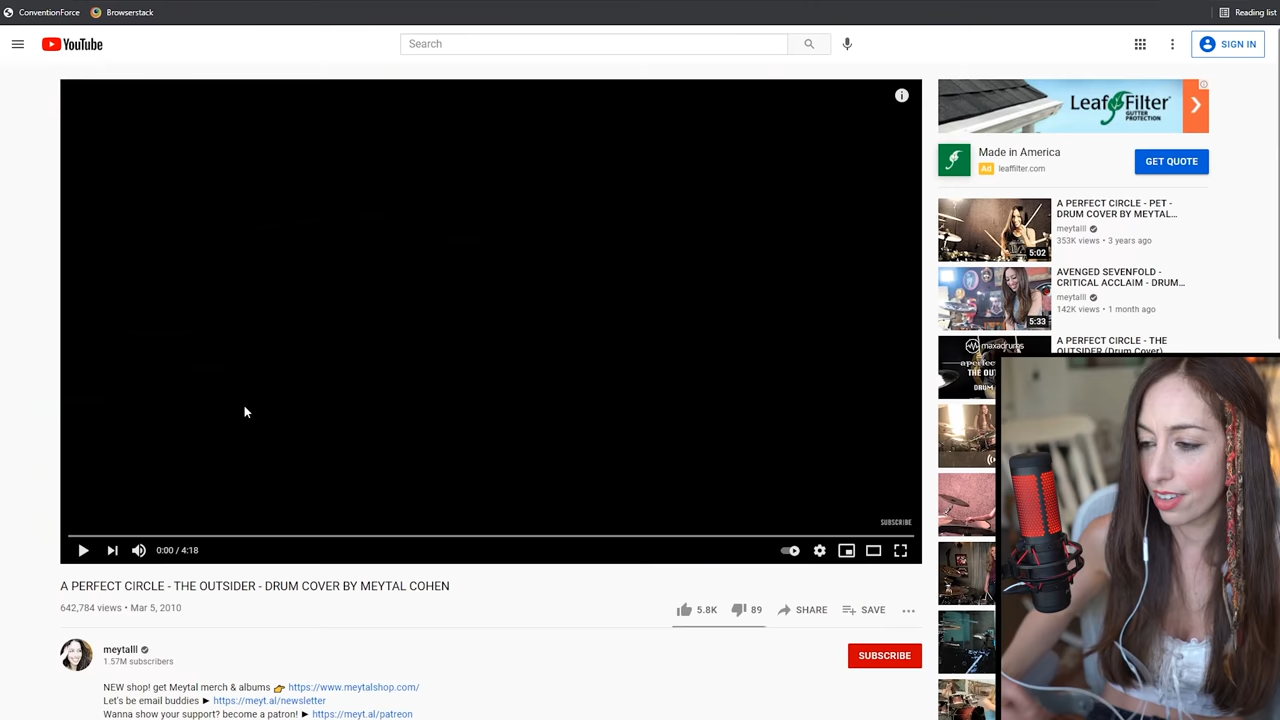 ConventionForce
Browserstack
Reading list
YouTube
Search
SIGN IN
SUBSCRIBE
0:00 / 4:18
A PERFECT CIRCLE - THE OUTSIDER - DRUM COVER BY MEYTAL COHEN
642,784 views • Mar 5, 2010
5.8K
89
SHARE
SAVE
meytalll
1.57M subscribers
SUBSCRIBE
NEW shop! get Meytal merch & albums 👉 https://www.meytalshop.com/
Let's be email buddies ► https://meyt.al/newsletter
Wanna show your support? become a patron! ► https://meyt.al/patreon
LeafFilter
GUTTER
PROTECTION
Made in America
Ad leaffilter.com
GET QUOTE
A PERFECT CIRCLE - PET -
DRUM COVER BY MEYTAL…
meytalll
353K views • 3 years ago
5:02
AVENGED SEVENFOLD -
CRITICAL ACCLAIM - DRUM…
meytalll
142K views • 1 month ago
5:33
A PERFECT CIRCLE - THE
OUTSIDER (Drum Cover)
maxadrums
THE OUT
DRUM